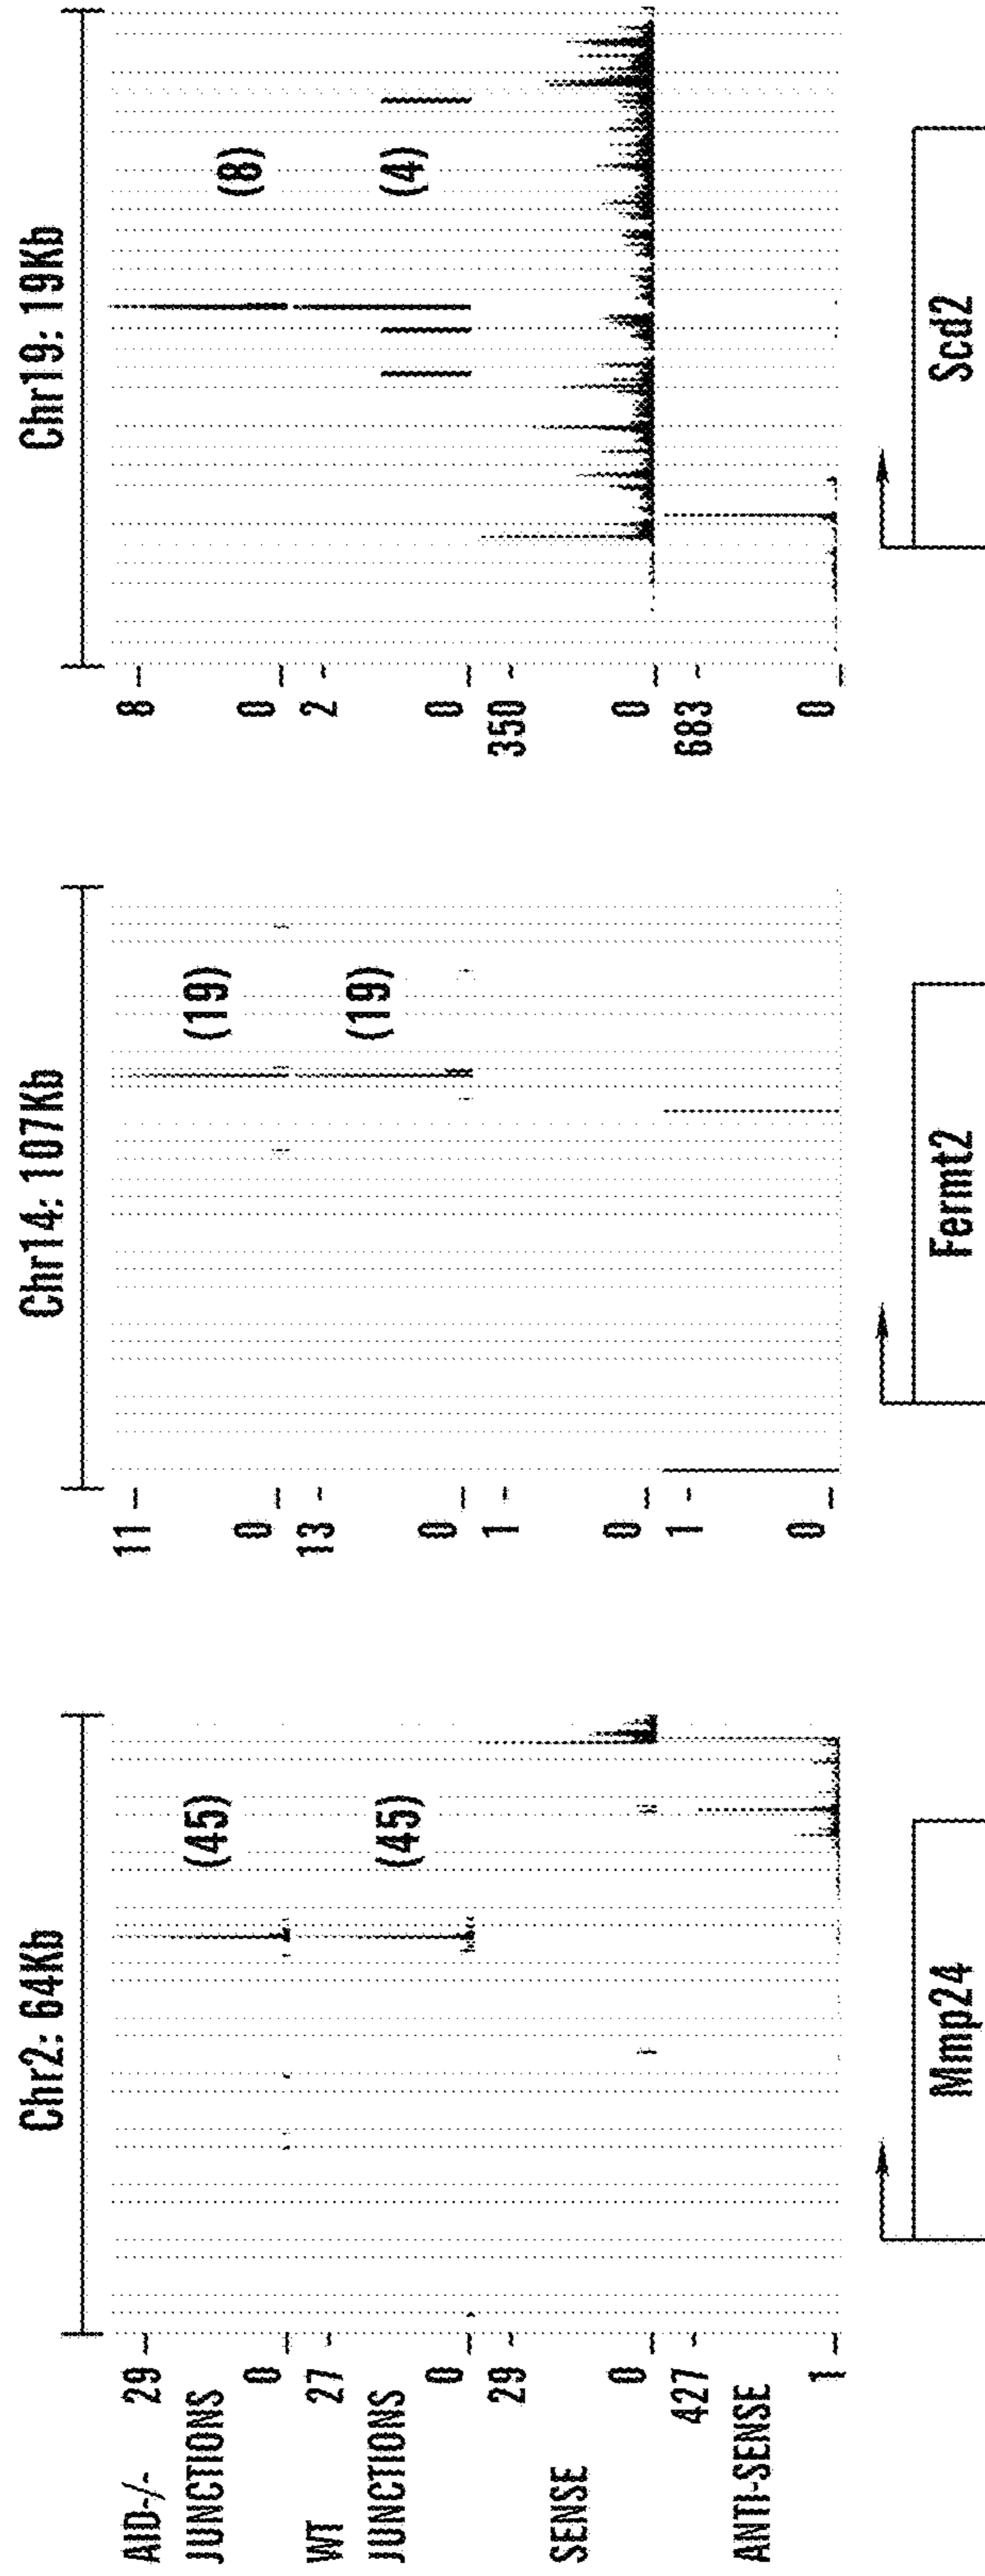 Chr2: 64Kb
AID-/- 29
JUNCTIONS
0
WT 27
JUNCTIONS
0
29
SENSE
0
427
ANTI-SENSE
1
(45)
(45)
Mmp24
Chr14: 107Kb
11
0
13
0
1
0
1
0
(19)
(19)
Fermt2
Chr19: 19Kb
8
0
2
0
350
0
683
0
(8)
(4)
Scd2